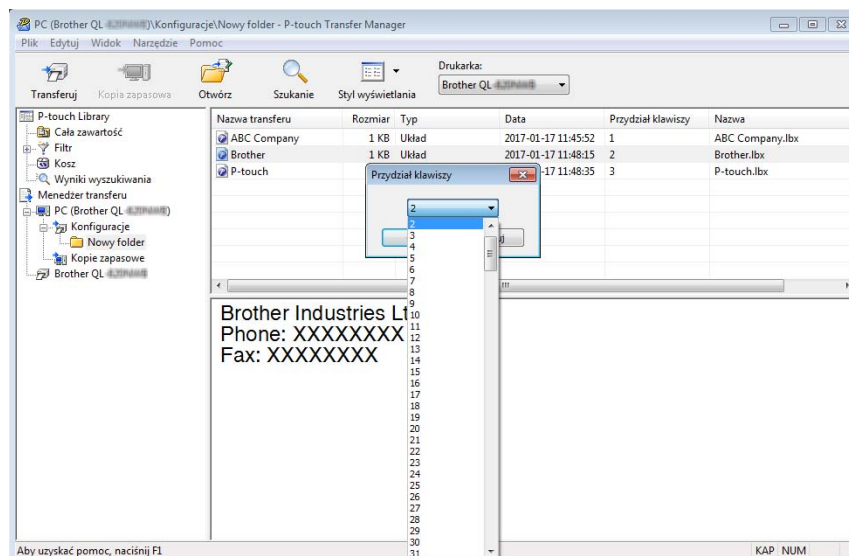 PC (Brother QL )\Konfiguracje\Nowy folder - P-touch Transfer Manager
Plik Edytuj Widok Narzędzie Pomoc
Transferuj Kopia zapasowa Otwórz Szukanie Styl wyświetlania
Drukarka:
Brother QL
P-touch Library
Cała zawartość
Filtr
Kosz
Wyniki wyszukiwania
Menedżer transferu
PC (Brother QL )
Konfiguracje
Nowy folder
Kopie zapasowe
Brother QL
Nazwa transferu Rozmiar Typ Data Przydział klawiszy Nazwa
ABC Company 1 KB Układ 2017-01-17 11:45:52 1 ABC Company.lbx
Brother 1 KB Układ 2017-01-17 11:48:15 2 Brother.lbx
P-touch -17 11:48:35 3 P-touch.lbx
Przydział klawiszy
2
2
3
4
5
6
7
8
9
10
11
12
13
14
15
16
17
18
19
20
21
22
23
24
25
26
27
28
29
30
31
Brother Industries Lt
Phone: XXXXXXXX
Fax: XXXXXXXX
Aby uzyskać pomoc, naciśnij F1
KAP NUM